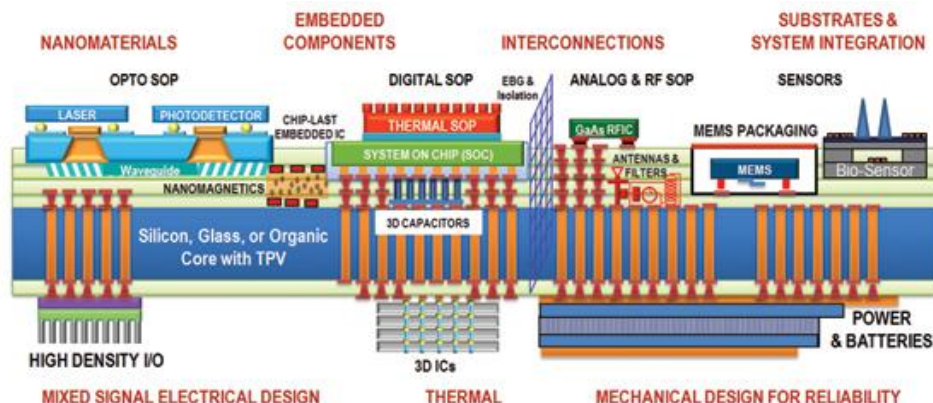 NANOMATERIALS
EMBEDDED
COMPONENTS
INTERCONNECTIONS
SUBSTRATES &
SYSTEM INTEGRATION
OPTO SOP
DIGITAL SOP
EBG &
Isolation
ANALOG & RF SOP
SENSORS
LASER
PHOTODETECTOR
CHIP-LAST
EMBEDDED IC
THERMAL SOP
GaAs RFIC
MEMS PACKAGING
SYSTEM ON CHIP (SOC)
ANTENNAS &
FILTERS
MEMS
Bio-Sensor
Waveguide
NANOMAGNETICS
3D CAPACITORS
Silicon, Glass, or Organic
Core with TPV
HIGH DENSITY I/O
3D ICs
POWER
& BATTERIES
MIXED SIGNAL ELECTRICAL DESIGN
THERMAL
MECHANICAL DESIGN FOR RELIABILITY